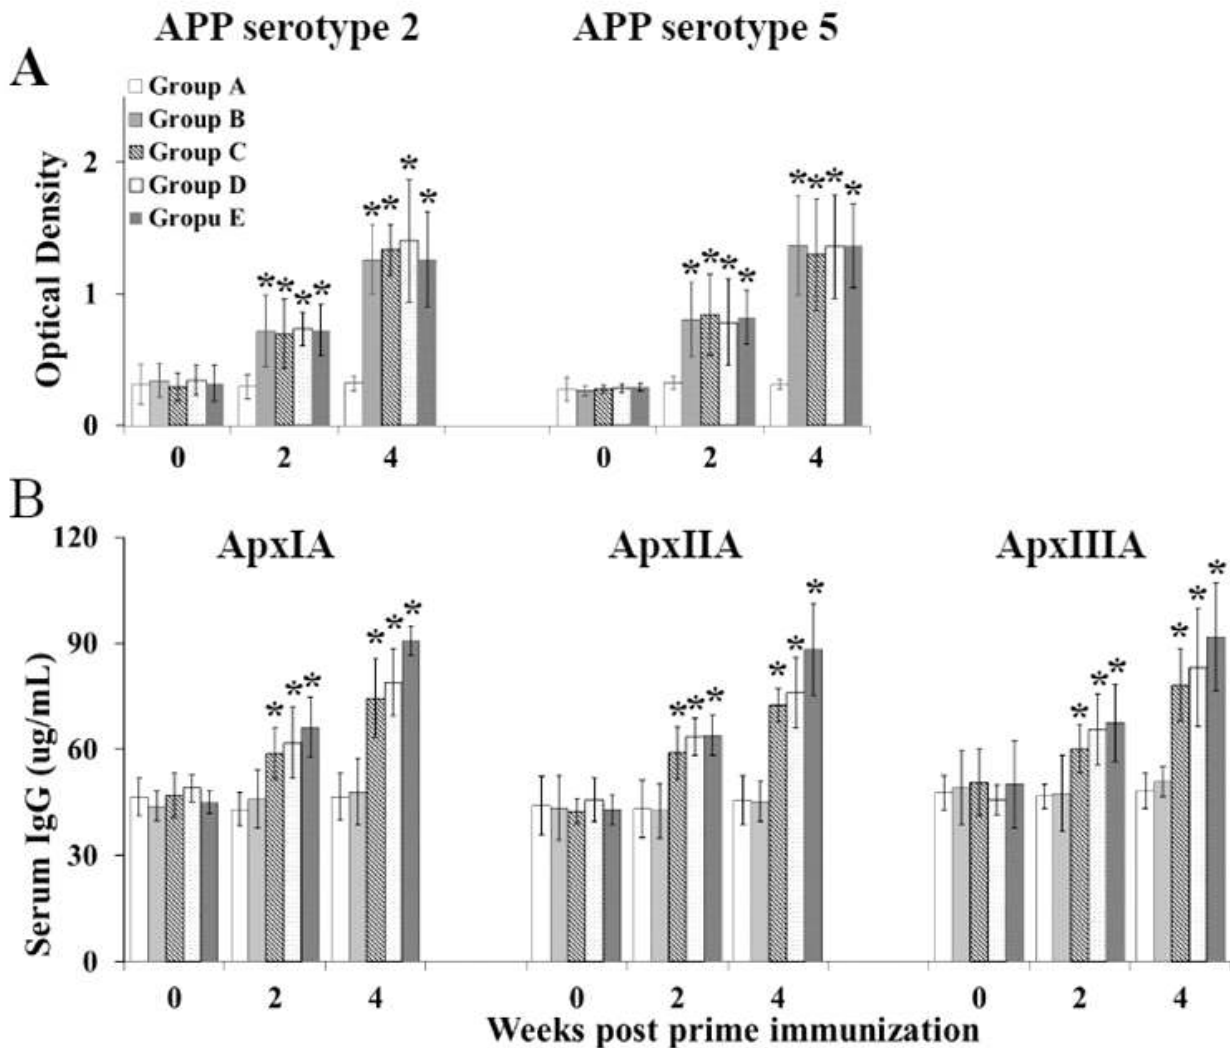 APP serotype 2 APP serotype 5
A
Group A
Group B
Group C
Group D
Gropu E
Optical Density
2
1
0
* * * * * * * *
* * * * * * * *
0 2 4 0 2 4
B
ApxIA ApxIIA ApxIIIA
Serum IgG (ug/mL)
120
90
60
30
0
* * * * * *
* * * * * *
* * * * * *
0 2 4 0 2 4 0 2 4
Weeks post prime immunization